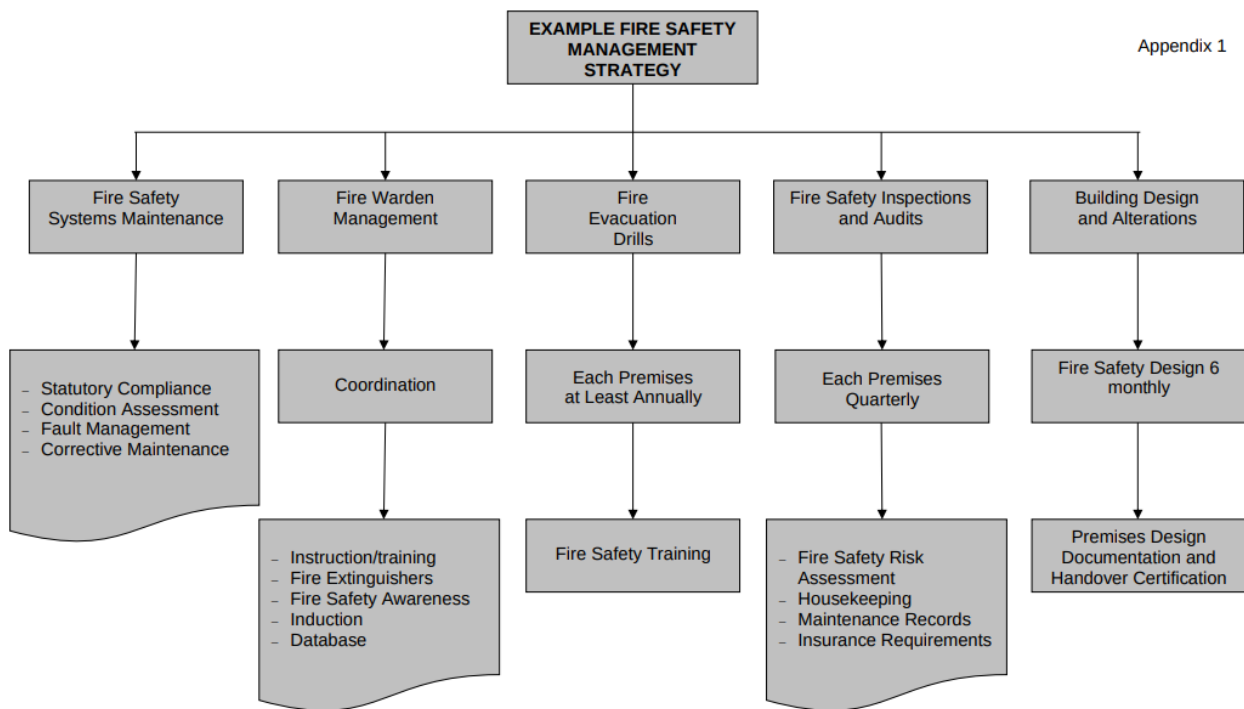 EXAMPLE FIRE SAFETY
MANAGEMENT
STRATEGY
Appendix 1
Fire Safety
Systems Maintenance
Fire Warden
Management
Fire
Evacuation
Drills
Fire Safety Inspections
and Audits
Building Design
and Alterations
– Statutory Compliance
– Condition Assessment
– Fault Management
– Corrective Maintenance
Coordination
Each Premises
at Least Annually
Each Premises
Quarterly
Fire Safety Design 6
monthly
– Instruction/training
– Fire Extinguishers
– Fire Safety Awareness
– Induction
– Database
Fire Safety Training
– Fire Safety Risk
Assessment
– Housekeeping
– Maintenance Records
– Insurance Requirements
Premises Design
Documentation and
Handover Certification